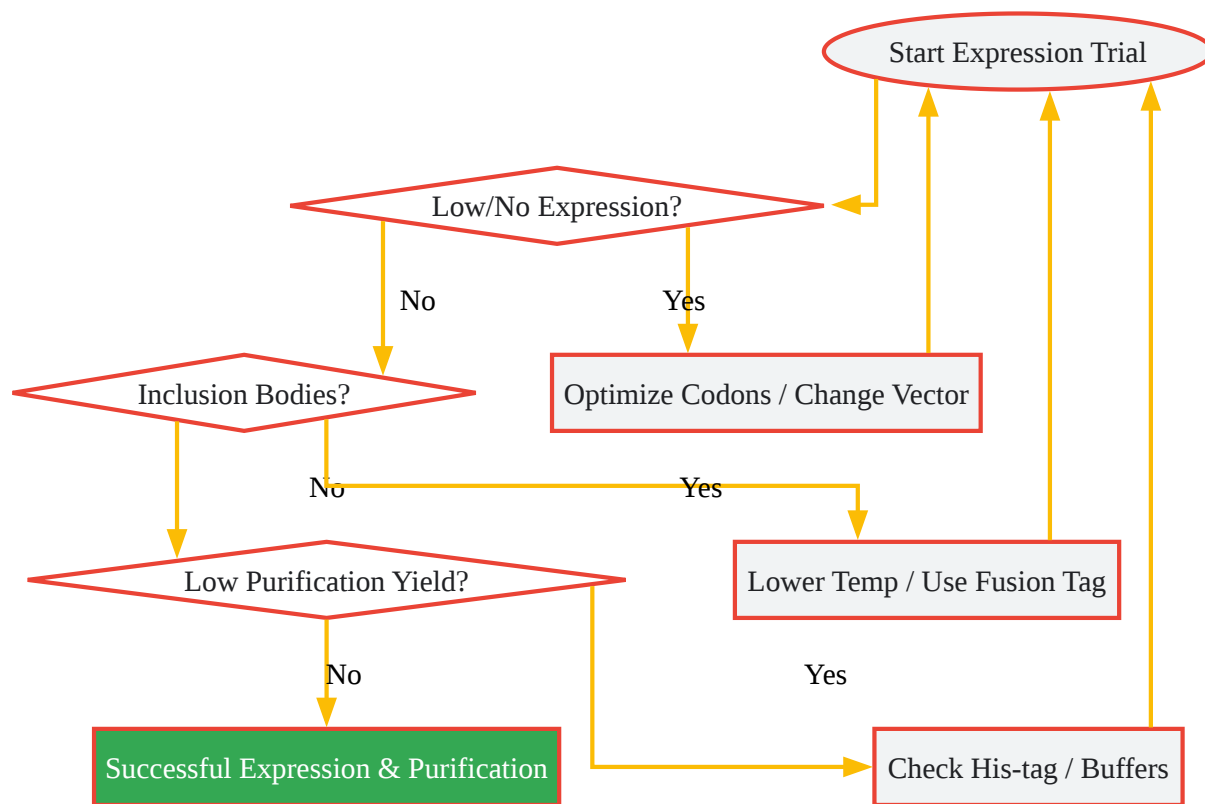 Start Expression Trial
Low/No Expression?
No
Yes
Inclusion Bodies?
Optimize Codons / Change Vector
No
Yes
Low Purification Yield?
Lower Temp / Use Fusion Tag
No
Yes
Successful Expression & Purification
Check His-tag / Buffers